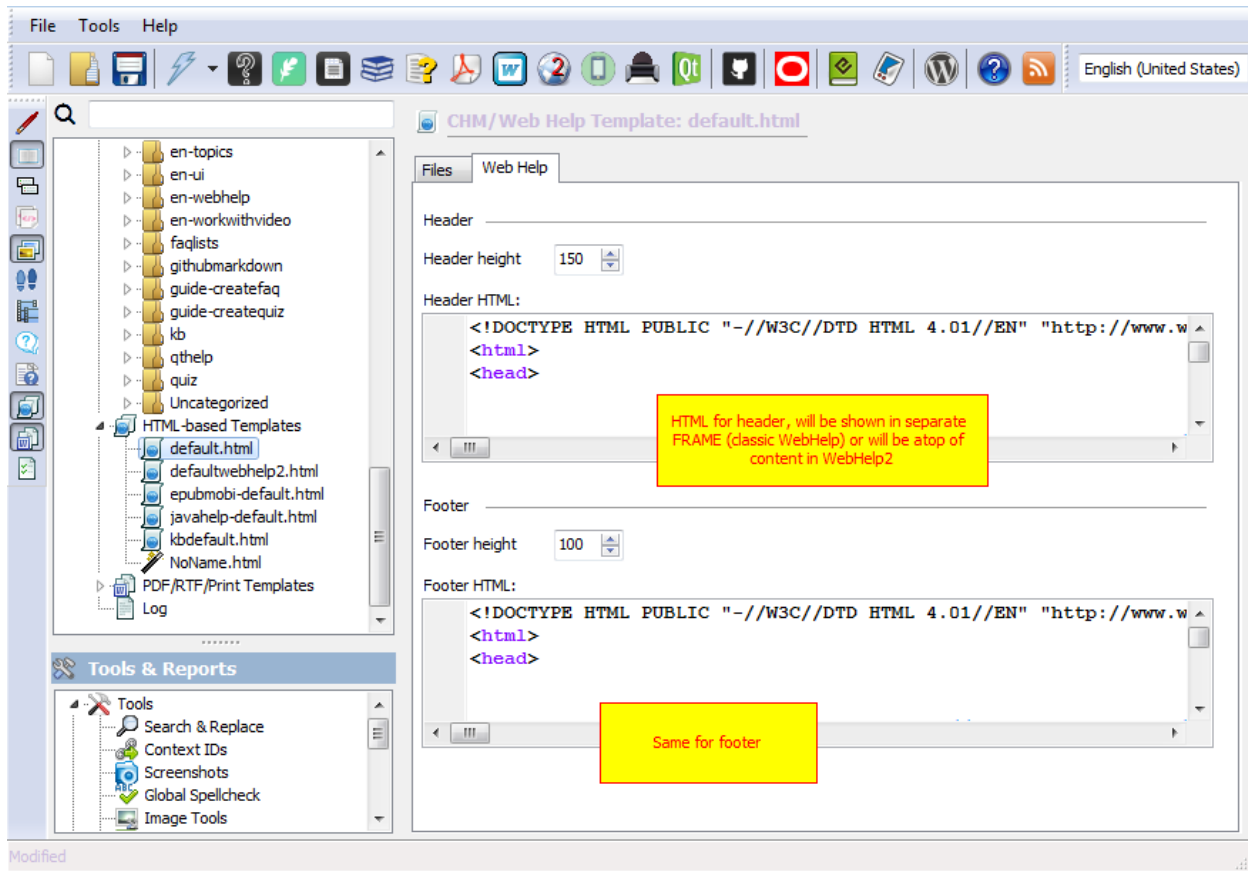 File Tools Help
English (United States)
en-topics
en-ui
en-webhelp
en-workwithvideo
faqlists
githubmarkdown
guide-createfaq
guide-createquiz
kb
qthelp
quiz
Uncategorized
HTML-based Templates
default.html
defaultwebhelp2.html
epubmobi-default.html
javahelp-default.html
kbdefault.html
NoName.html
PDF/RTF/Print Templates
Log
Tools & Reports
Tools
Search & Replace
Context IDs
Screenshots
Global Spellcheck
Image Tools
CHM/Web Help Template: default.html
Files Web Help
Header
Header height 150
Header HTML:
<!DOCTYPE HTML PUBLIC "-//W3C//DTD HTML 4.01//EN" "http://www.w
<html>
<head>
HTML for header, will be shown in separate
FRAME (classic WebHelp) or will be atop of
content in WebHelp2
Footer
Footer height 100
Footer HTML:
<!DOCTYPE HTML PUBLIC "-//W3C//DTD HTML 4.01//EN" "http://www.w
<html>
<head>
Same for footer
Modified